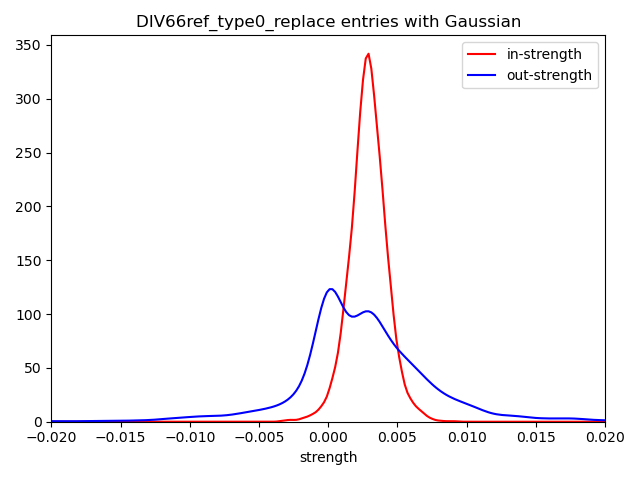 DIV66ref_type0_replace entries with Gaussian
in-strength
out-strength
350
300
250
200
150
100
50
0
−0.020 −0.015 −0.010 −0.005 0.000 0.005 0.010 0.015 0.020
strength